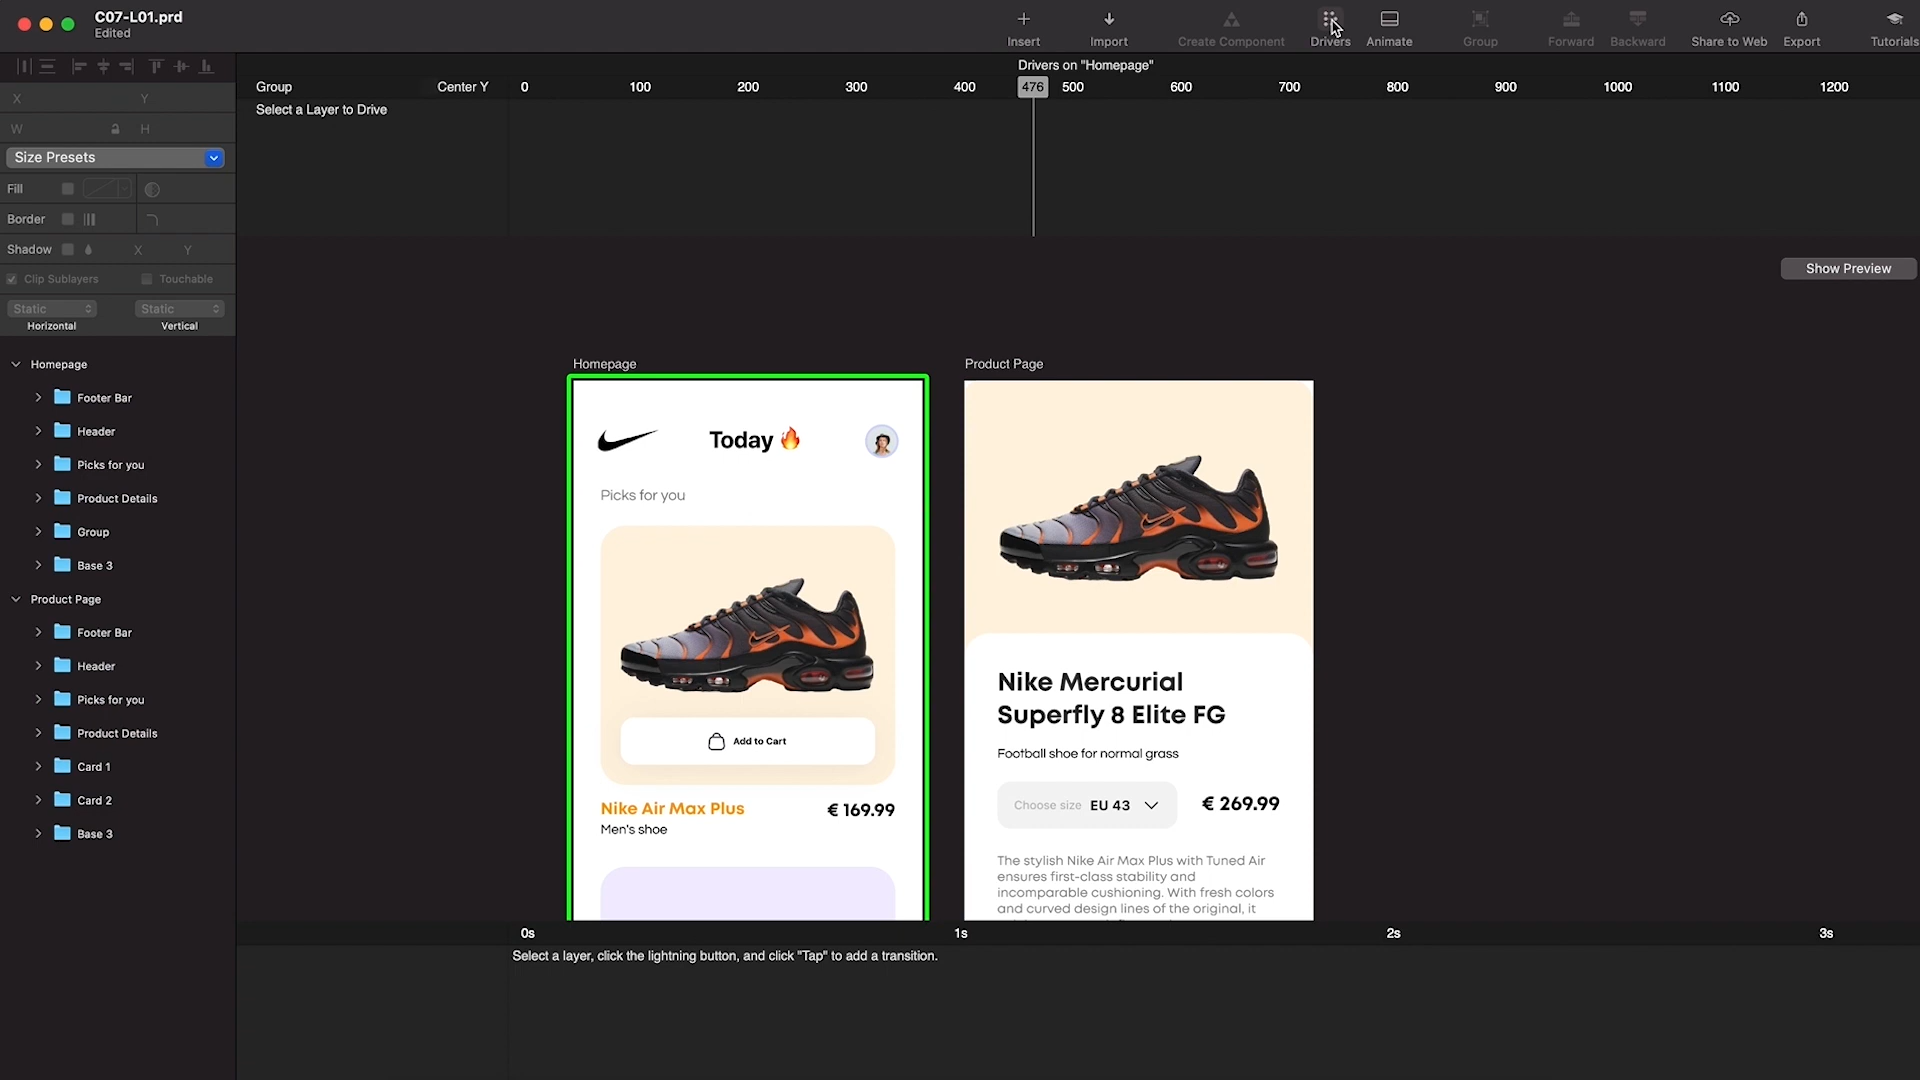 C07-L01.prd
Edited
Insert
Import
Create Component
Drivers
Animate
Group
Forward
Backward
Share to Web
Export
Tutorials
Drivers on "Homepage"
Group
Center Y
0
100
200
300
400
476
500
600
700
800
900
1000
1100
1200
Select a Layer to Drive
X
Y
W
H
Size Presets
Fill
Border
Shadow
X
Y
Clip Sublayers
Touchable
Static
Static
Horizontal
Vertical
Show Preview
Homepage
Footer Bar
Header
Picks for you
Product Details
Group
Base 3
Product Page
Footer Bar
Header
Picks for you
Product Details
Card 1
Card 2
Base 3
Homepage
Today 🔥
Picks for you
Add to Cart
Nike Air Max Plus
€ 169.99
Men's shoe
Product Page
Nike Mercurial
Superfly 8 Elite FG
Football shoe for normal grass
Choose size EU 43
€ 269.99
The stylish Nike Air Max Plus with Tuned Air
ensures first-class stability and
incomparable cushioning. With fresh colors
and curved design lines of the original, it
0s
1s
2s
3s
Select a layer, click the lightning button, and click "Tap" to add a transition.